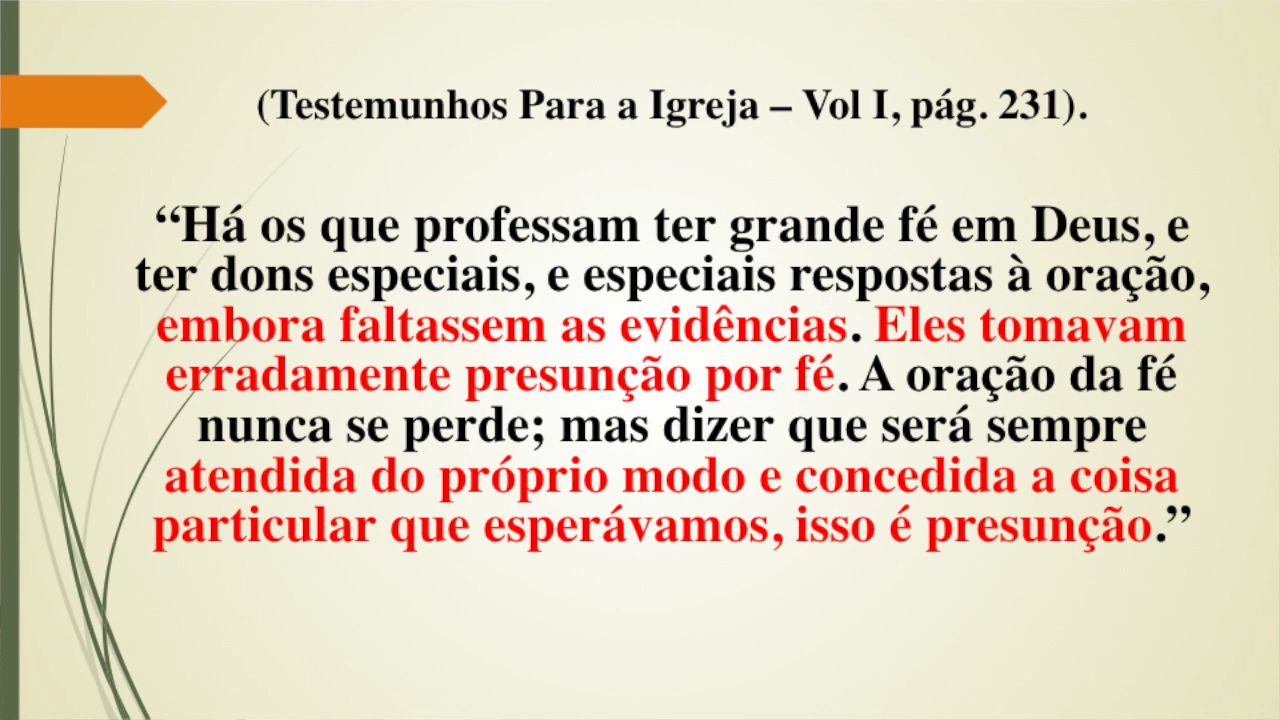 (Testemunhos Para a Igreja – Vol I, pág. 231).
“Há os que professam ter grande fé em Deus, e
ter dons especiais, e especiais respostas à oração,
embora faltassem as evidências. Eles tomavam
erradamente presunção por fé. A oração da fé
nunca se perde; mas dizer que será sempre
atendida do próprio modo e concedida a coisa
particular que esperávamos, isso é presunção.”